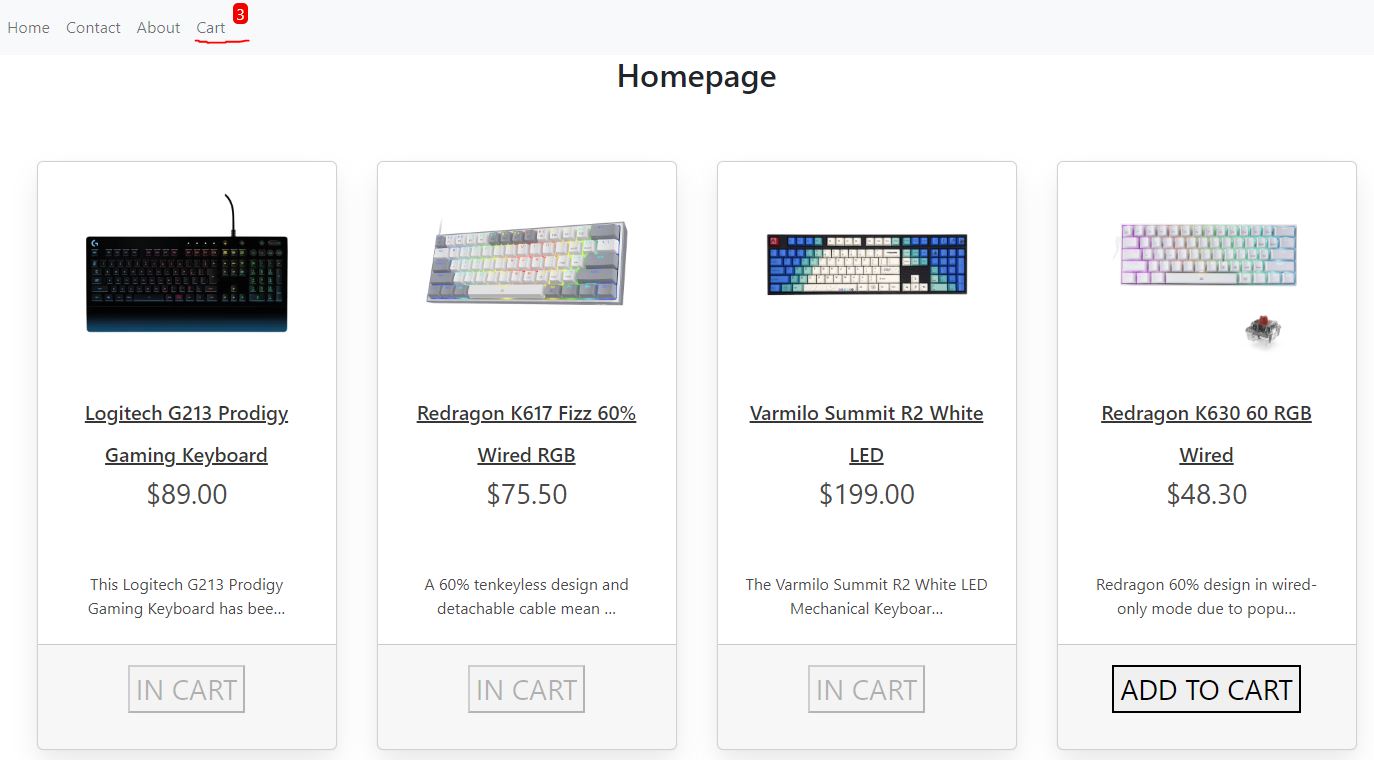 Home Contact About Cart 3
Homepage
Logitech G213 Prodigy
Gaming Keyboard
$89.00
This Logitech G213 Prodigy
Gaming Keyboard has bee...
IN CART
Redragon K617 Fizz 60%
Wired RGB
$75.50
A 60% tenkeyless design and
detachable cable mean ...
IN CART
Varmilo Summit R2 White
LED
$199.00
The Varmilo Summit R2 White LED
Mechanical Keyboar...
IN CART
Redragon K630 60 RGB
Wired
$48.30
Redragon 60% design in wired-
only mode due to popu...
ADD TO CART